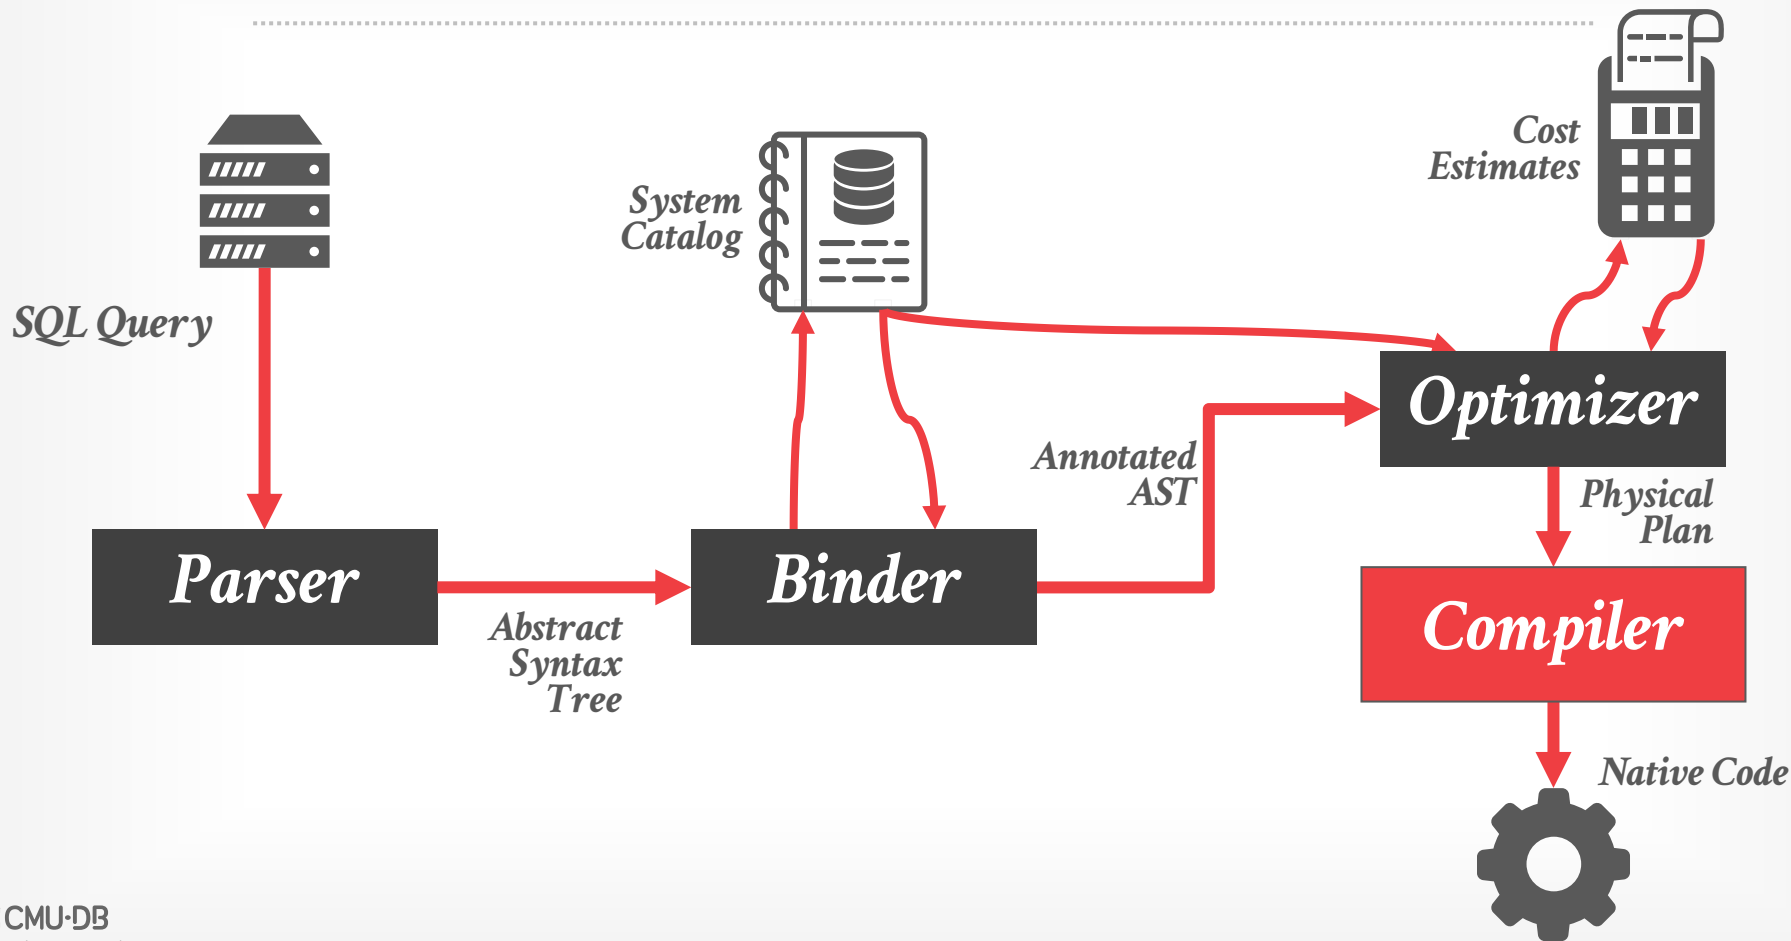 Cost
Estimates
System
Catalog
SQL Query
Optimizer
Annotated
AST
Physical
Plan
Parser
Binder
Abstract
Syntax
Tree
Compiler
Native Code
CMU·DB